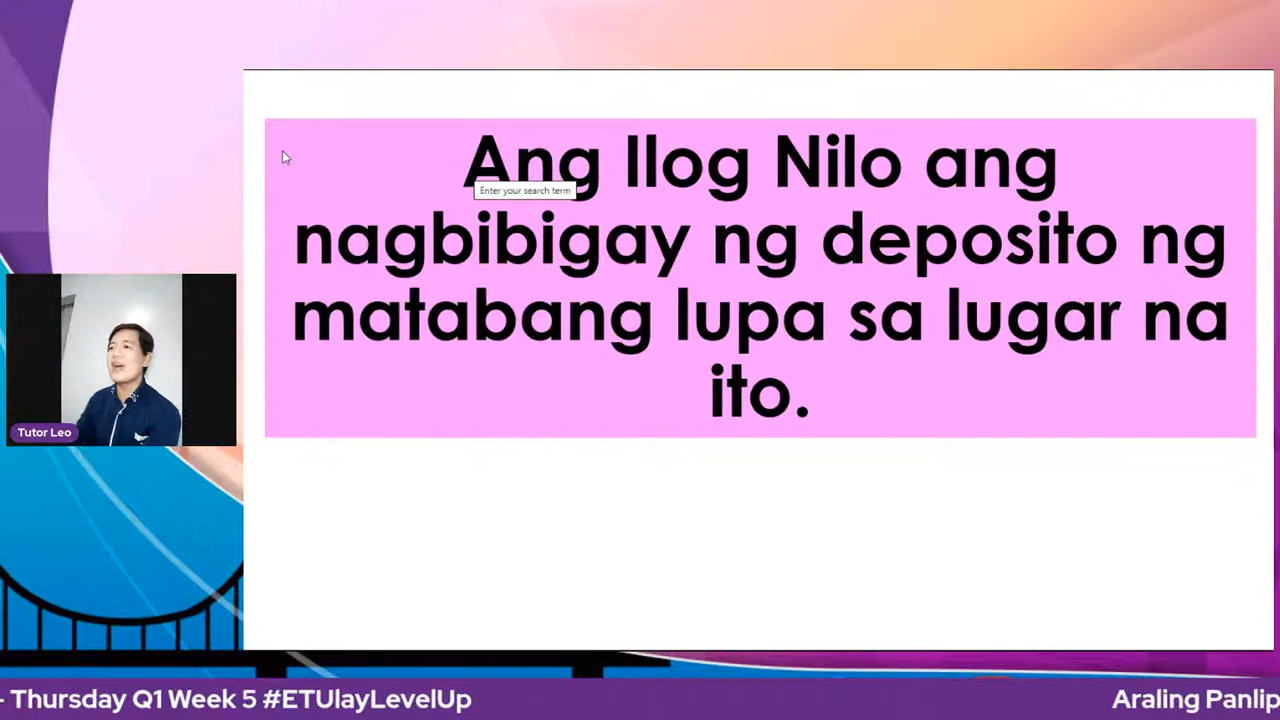 Ang Ilog Nilo ang
Enter your search term
nagbibigay ng deposito ng
matabang lupa sa lugar na
ito.
Tutor Leo
- Thursday Q1 Week 5 #ETUlayLevelUp
Araling Panlip